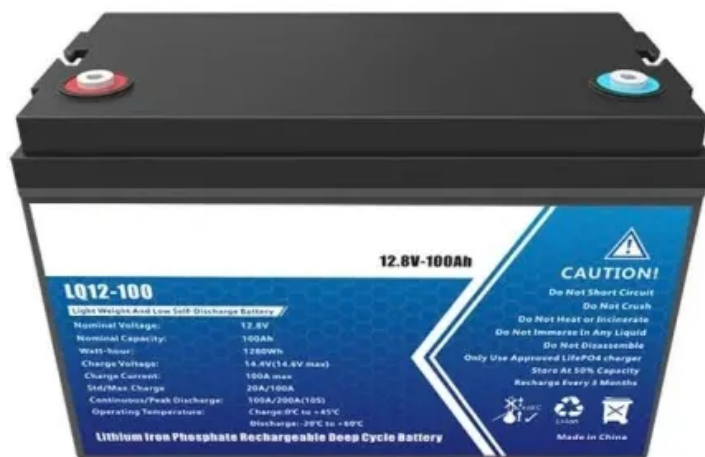 12.8V-100Ah
LQ12-100
Light Weight And Low Self-Discharge Battery
Nominal Voltage: 12.8V
Nominal Capacity: 100Ah
Watt-hour: 1280Wh
Charge Voltage: 14.4V(14.6V max)
Charge Current: 100A max
Std/Max.Charge 20A/100A
Continuous/Peak Discharge: 100A/200A(10S)
Operating Temperature: Charge:0℃ to +45℃
Discharge:-20℃ to +60℃
Lithium Iron Phosphate Rechargeable Deep Cycle Battery
CAUTION!
Do Not Short Circuit
Do Not Crush
Do Not Heat or Incinerate
Do Not Immerse In Any Liquid
Do Not Disassemble
Only Use Approved LifePO4 charger
Store At 50% Capacity
Recharge Every 3 Months
Li-ion
Made in China